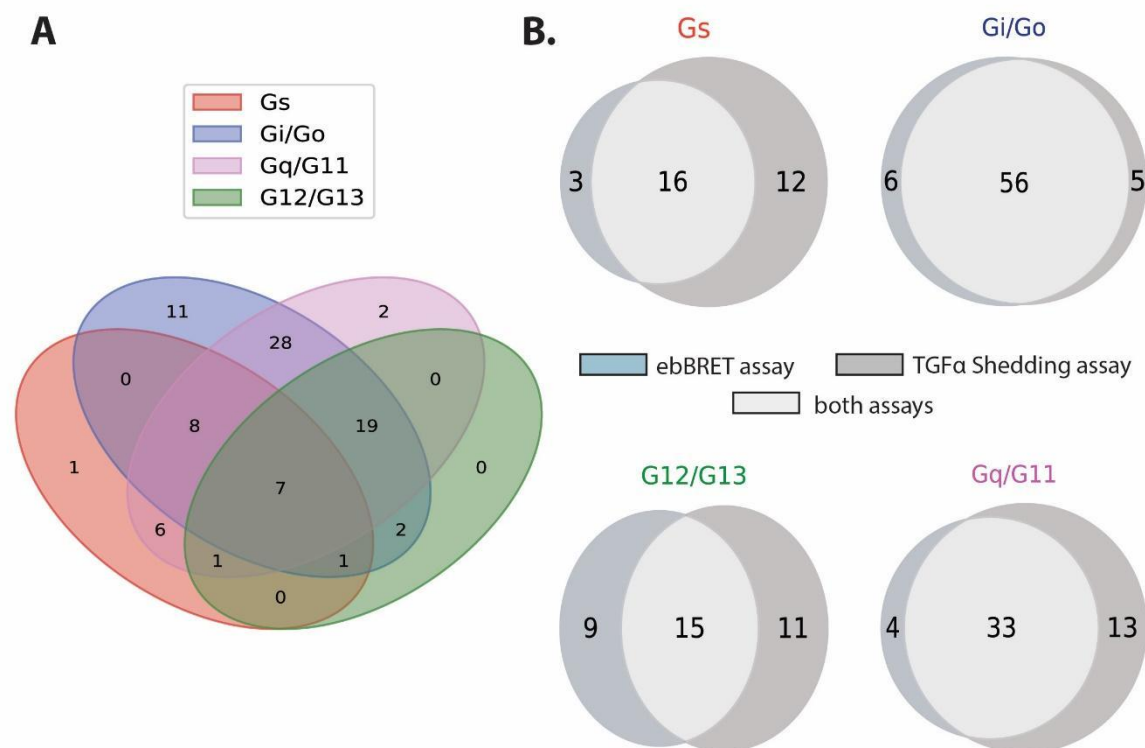 A
B.
Gs
Gi/Go
Gq/G11
G12/G13
11
2
28
0
0
8
19
1
0
7
6
2
1
1
0
Gs
Gi/Go
3
16
12
6
56
5
ebBRET assay
TGFα Shedding assay
both assays
G12/G13
Gq/G11
9
15
11
4
33
13